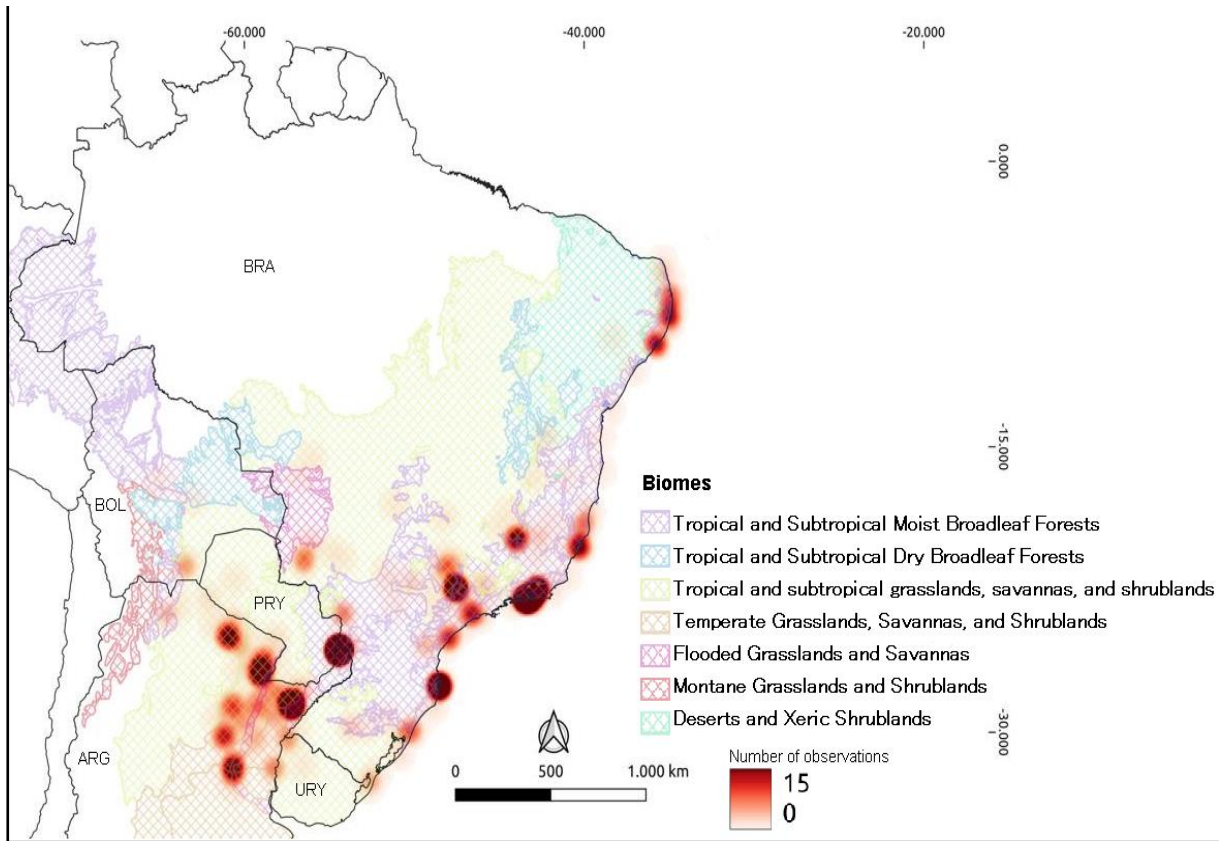 -60.000
-40.000
-20.000
0.000
BRA
-15.000
BOL
Biomes
Tropical and Subtropical Moist Broadleaf Forests
Tropical and Subtropical Dry Broadleaf Forests
PRY
Tropical and subtropical grasslands, savannas, and shrublands
Temperate Grasslands, Savannas, and Shrublands
Flooded Grasslands and Savannas
Montane Grasslands and Shrublands
Deserts and Xeric Shrublands
-30.000
ARG
Number of observations
0 500 1.000 km
15
0
URY